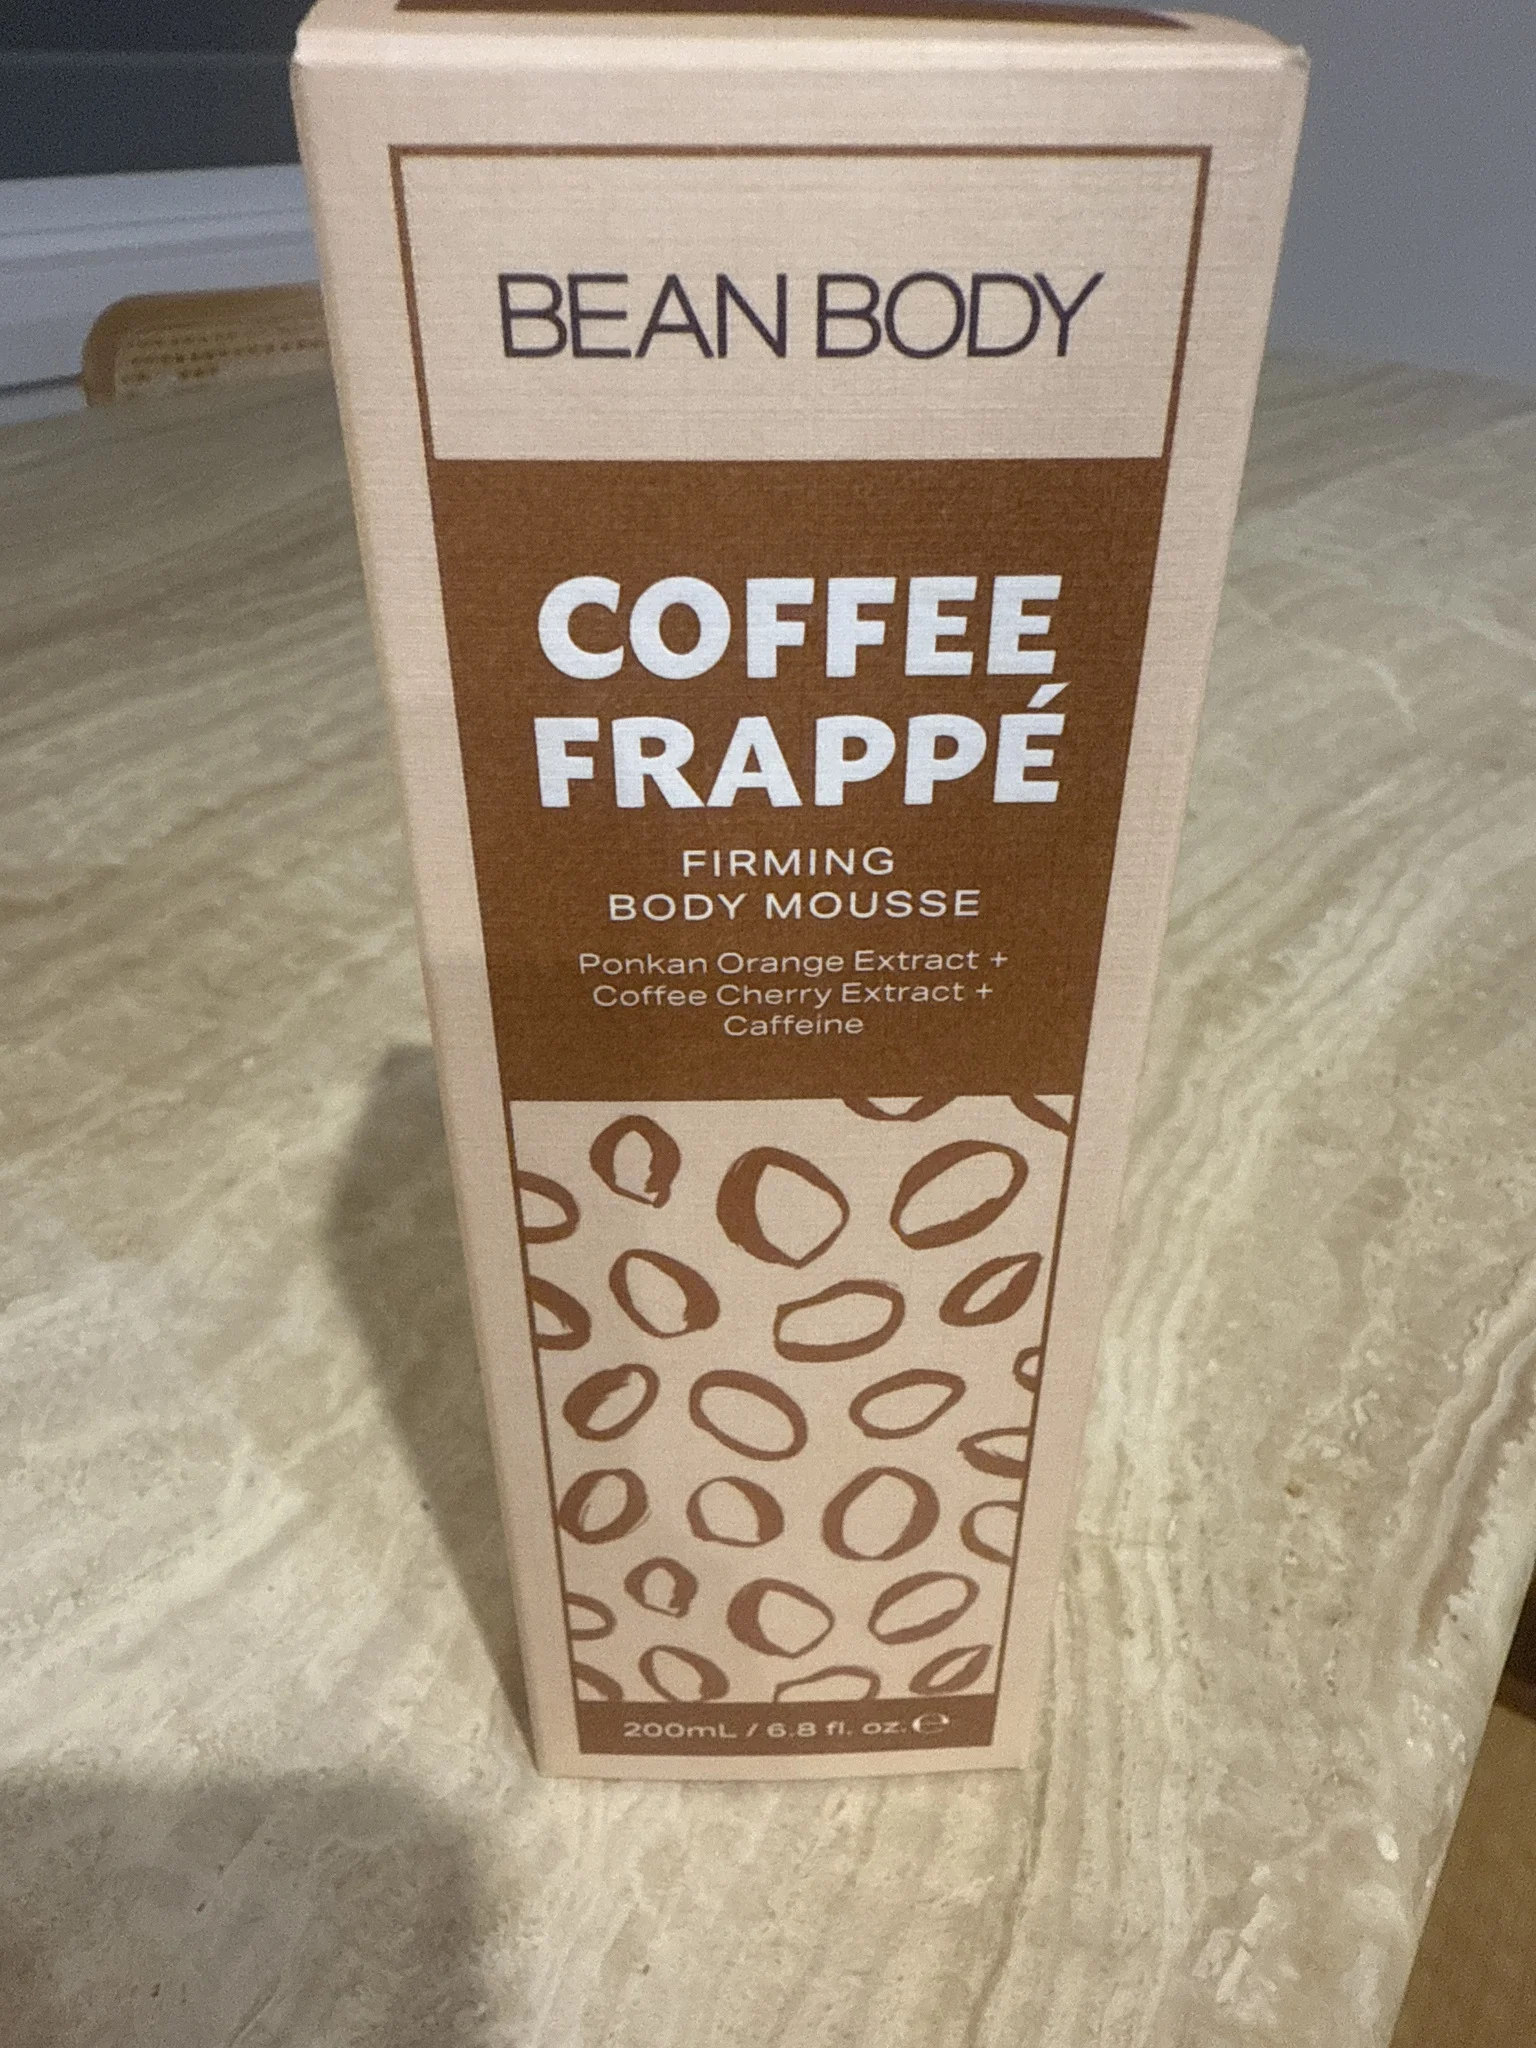 BEAN BODY
COFFEE
FRAPPÉ
FIRMING
BODY MOUSSE
Ponkan Orange Extract +
Coffee Cherry Extract +
Caffeine
200mL / 6.8 fl. oz. ℮